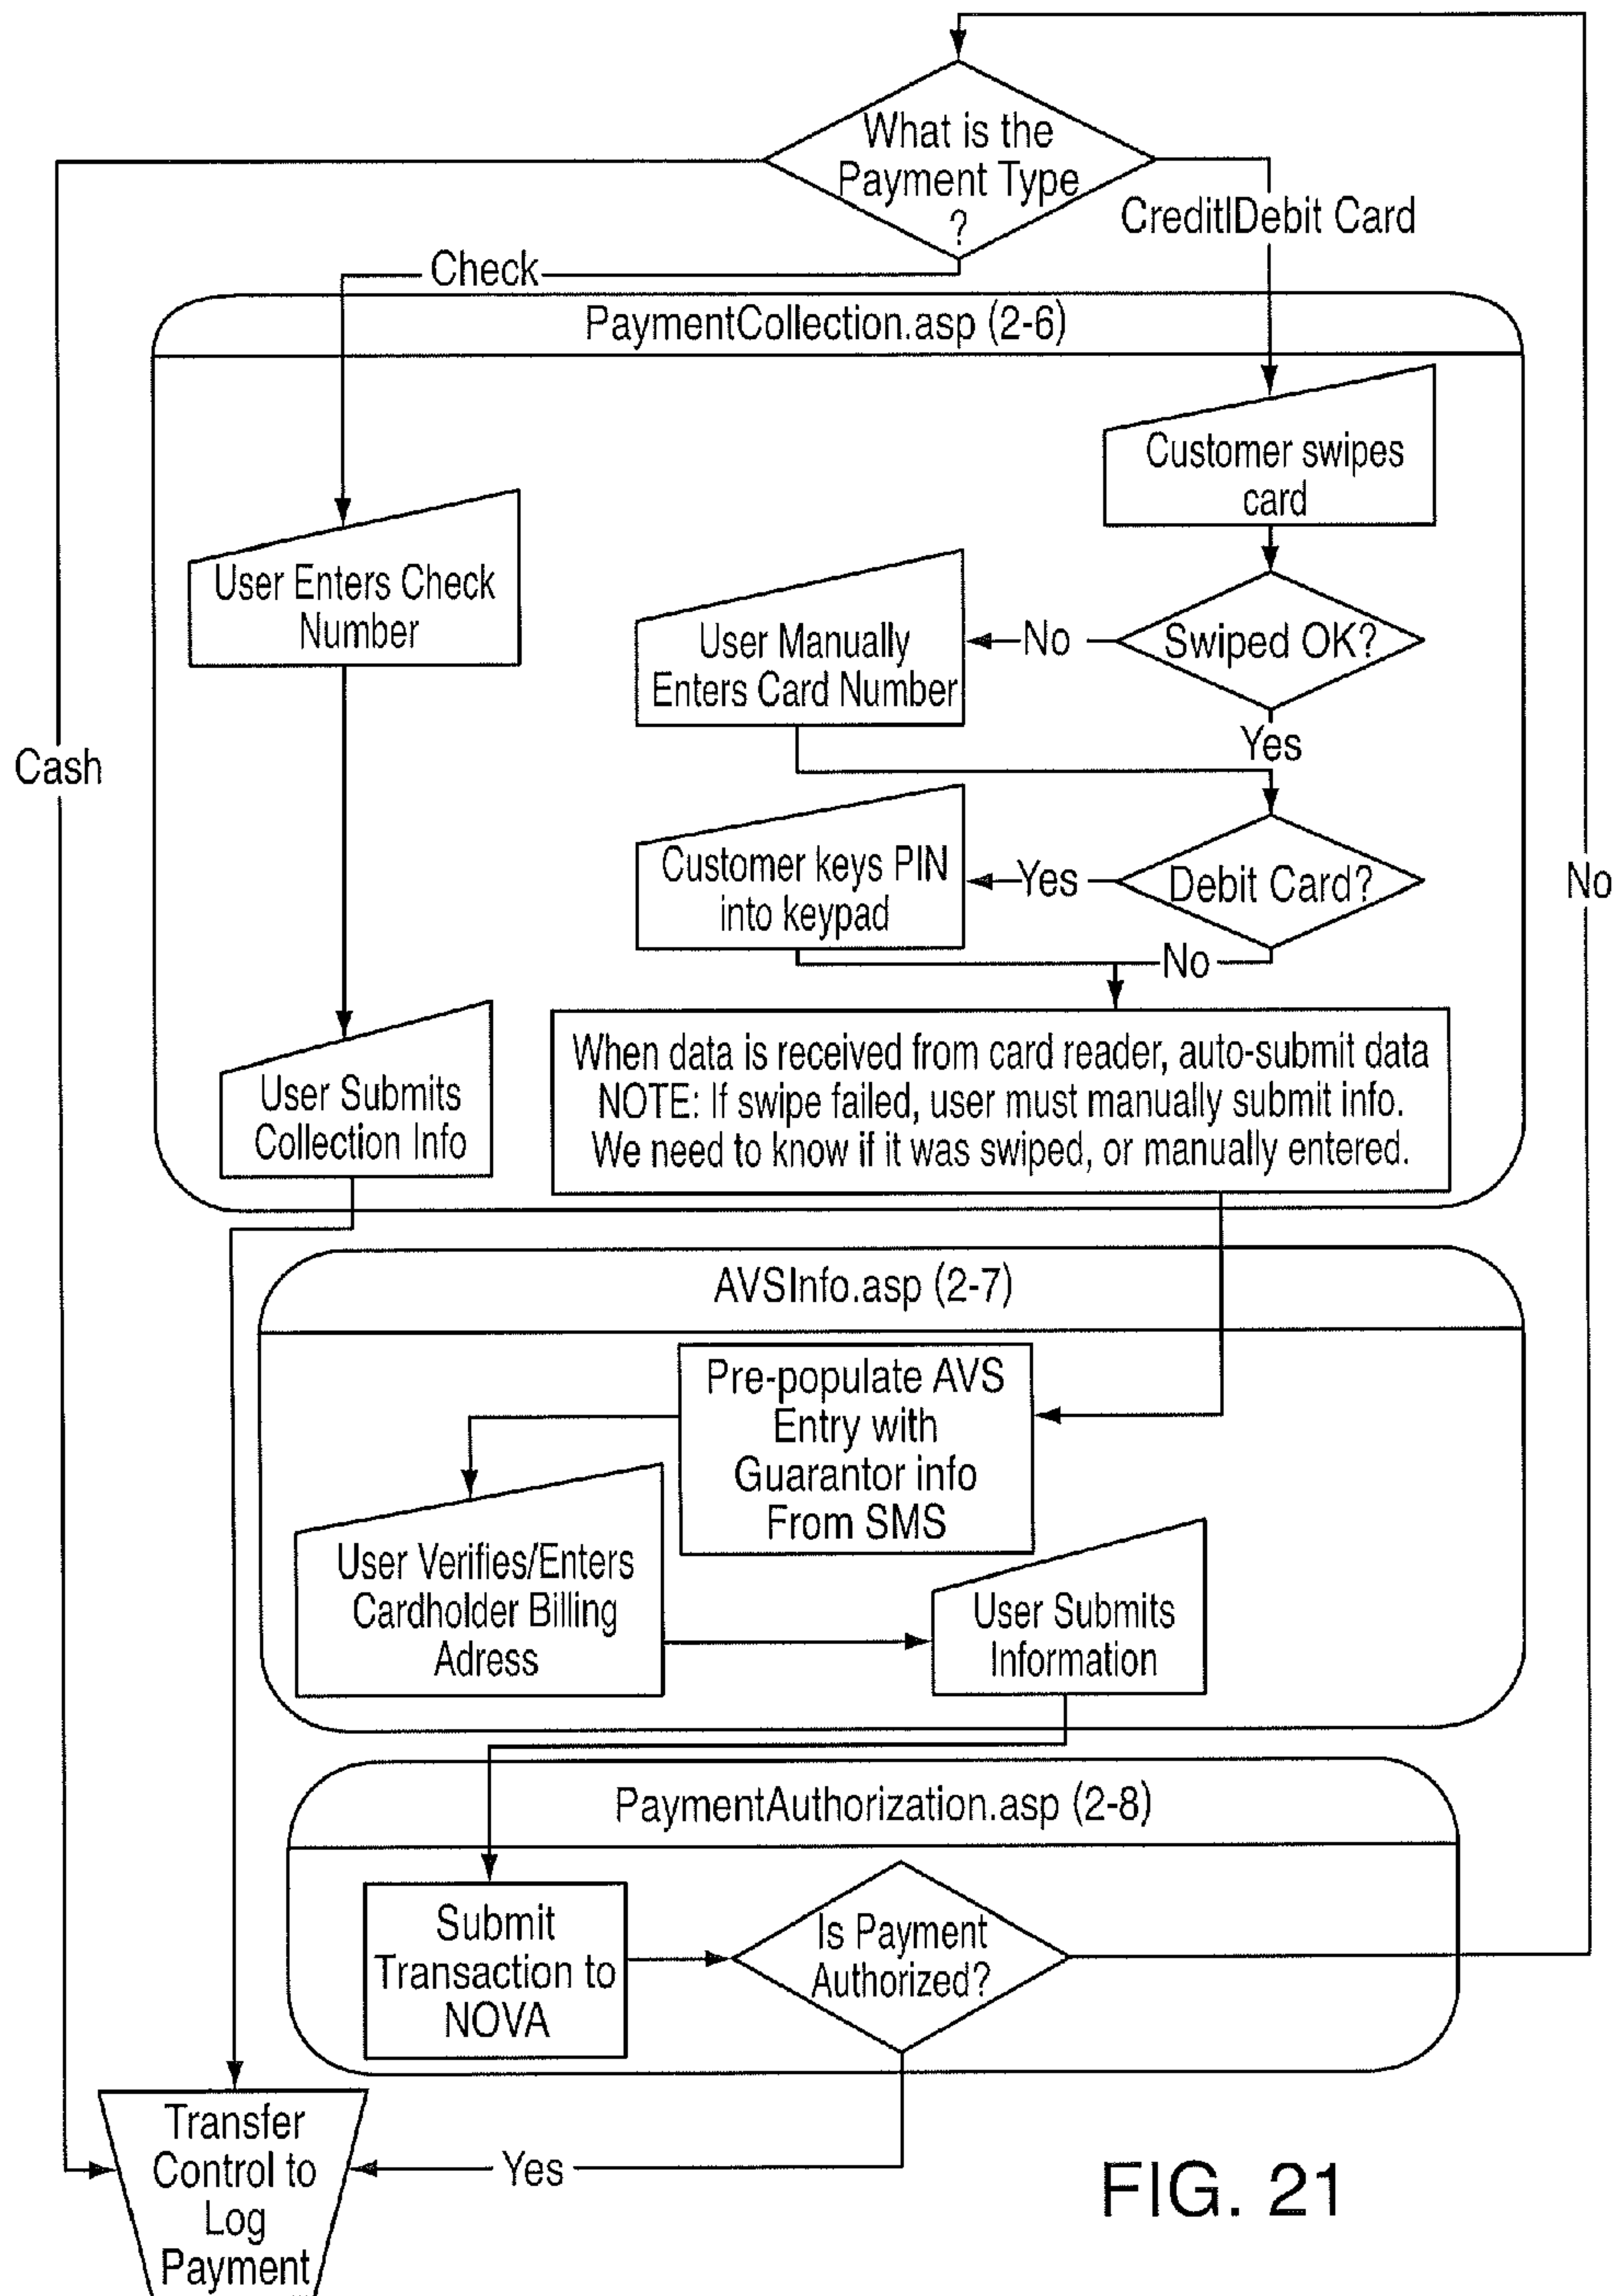 What is the
Payment Type
?
CreditIDebit Card
Check
PaymentCollection.asp (2-6)
Customer swipes
card
User Enters Check
Number
Swiped OK?
No
User Manually
Enters Card Number
Yes
Cash
Debit Card?
Yes
Customer keys PIN
into keypad
No
No
When data is received from card reader, auto-submit data
NOTE: If swipe failed, user must manually submit info.
We need to know if it was swiped, or manually entered.
User Submits
Collection Info
AVSInfo.asp (2-7)
Pre-populate AVS
Entry with
Guarantor info
From SMS
User Verifies/Enters
Cardholder Billing
Adress
User Submits
Information
PaymentAuthorization.asp (2-8)
Submit
Transaction to
NOVA
Is Payment
Authorized?
Yes
Transfer
Control to
Log
Payment
FIG. 21